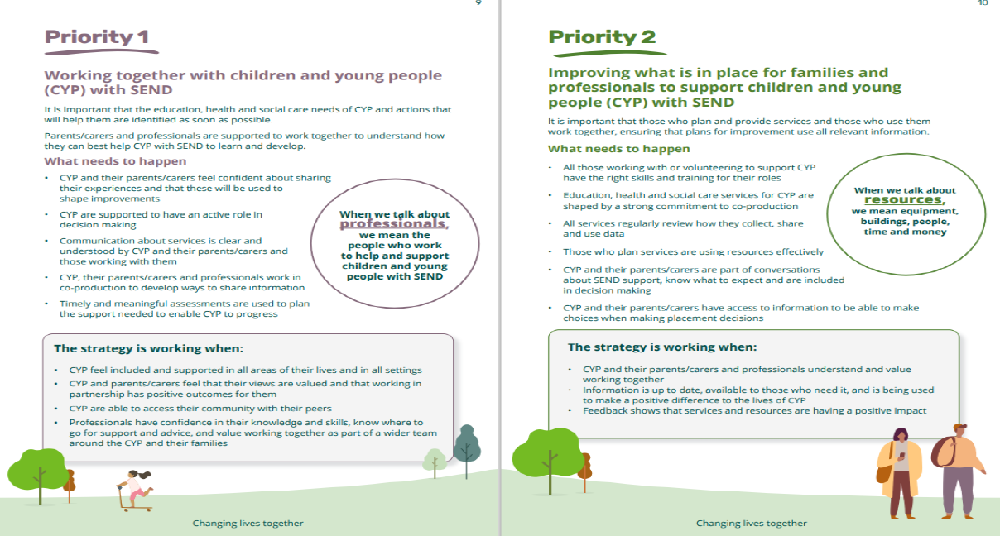 9
Priority 1
Working together with children and young people
(CYP) with SEND
It is important that the education, health and social care needs of CYP and actions that
will help them are identified as soon as possible.
Parents/carers and professionals are supported to work together to understand how
they can best help CYP with SEND to learn and develop.
What needs to happen
• CYP and their parents/carers feel confident about sharing
their experiences and that these will be used to
shape improvements
• CYP are supported to have an active role in
decision making
• Communication about services is clear and
understood by CYP and their parents/carers and
those working with them
• CYP, their parents/carers and professionals work in
co-production to develop ways to share information
• Timely and meaningful assessments are used to plan
the support needed to enable CYP to progress
When we talk about
professionals,
we mean the
people who work
to help and support
children and young
people with SEND
The strategy is working when:
• CYP feel included and supported in all areas of their lives and in all settings
• CYP and parents/carers feel that their views are valued and that working in
partnership has positive outcomes for them
• CYP are able to access their community with their peers
• Professionals have confidence in their knowledge and skills, know where to
go for support and advice, and value working together as part of a wider team
around the CYP and their families
Changing lives together
10
Priority 2
Improving what is in place for families and
professionals to support children and young
people (CYP) with SEND
It is important that those who plan and provide services and those who use them
work together, ensuring that plans for improvement use all relevant information.
What needs to happen
• All those working with or volunteering to support CYP
have the right skills and training for their roles
• Education, health and social care services for CYP are
shaped by a strong commitment to co-production
• All services regularly review how they collect, share
and use data
• Those who plan services are using resources effectively
• CYP and their parents/carers are part of conversations
about SEND support, know what to expect and are included
in decision making
• CYP and their parents/carers have access to information to be able to make
choices when making placement decisions
When we talk about
resources,
we mean equipment,
buildings, people,
time and money
The strategy is working when:
• CYP and their parents/carers and professionals understand and value
working together
• Information is up to date, available to those who need it, and is being used
to make a positive difference to the lives of CYP
• Feedback shows that services and resources are having a positive impact
Changing lives together